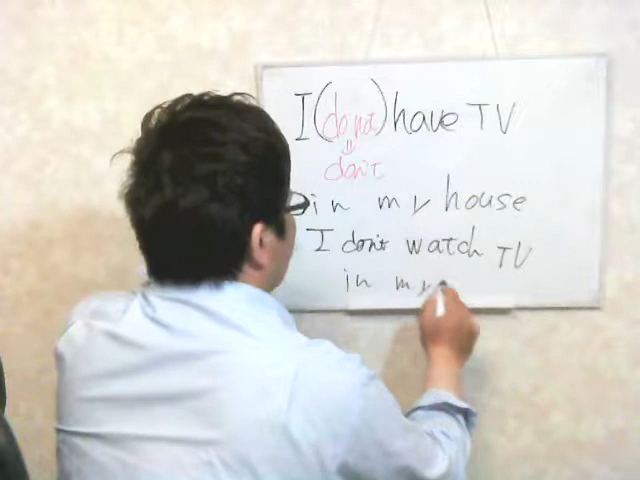 I (do not) have TV
=
don't
in my house
I don't watch TV
in my